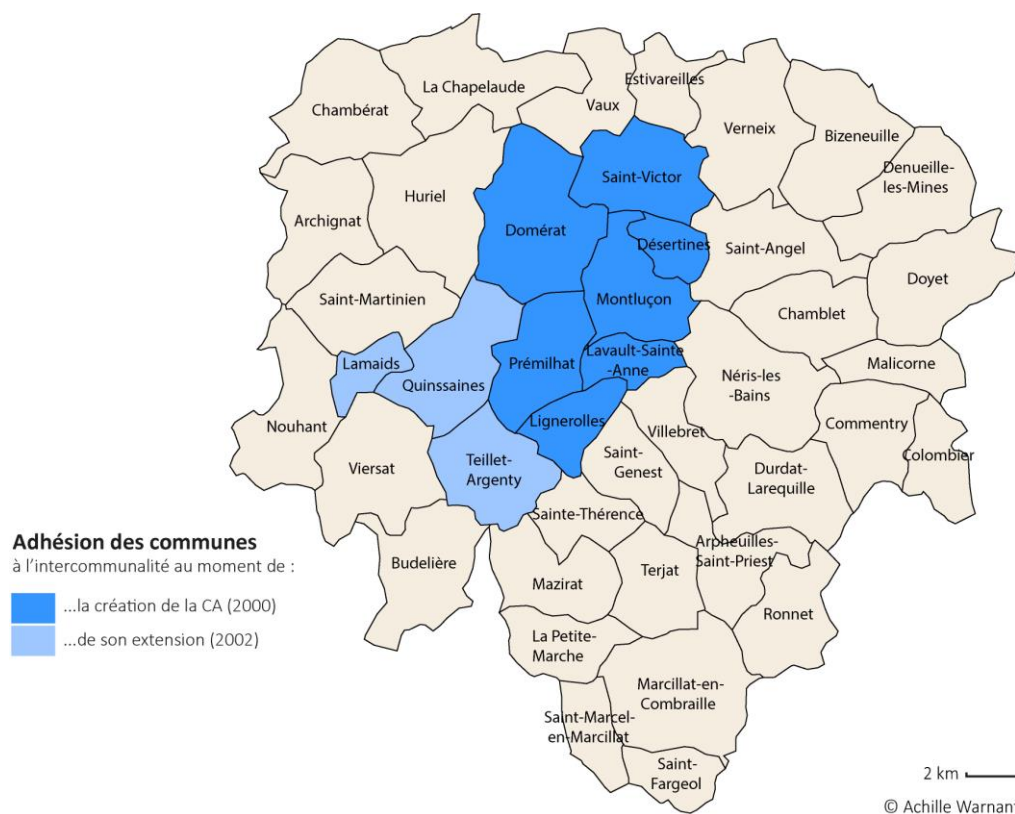 Estivareilles
La Chapelaude
Vaux
Chambérat
Verneix
Bizeneuille
Denueille-
les-Mines
Saint-Victor
Huriel
Archignat
Domérat
Désertines
Saint-Angel
Doyet
Saint-Martinien
Montluçon
Chamblet
Lavault-Sainte
-Anne
Lamaids
Prémilhat
Malicorne
Quinssaines
Néris-les
-Bains
Nouhant
Lignerolles
Villebret
Commentry
Colombier
Teillet-
Argenty
Saint-
Genest
Viersat
Durdat-
Larequille
Sainte-Thérence
Adhésion des communes
à l'intercommunalité au moment de :
...la création de la CA (2000)
...de son extension (2002)
Arpheuilles-
Saint-Priest
Budelière
Mazirat
Terjat
Ronnet
La Petite-
Marche
Marcillat-en-
Combraille
Saint-Marcel-
en-Marcillat
Saint-
Fargeol
2 km
© Achille Warnant